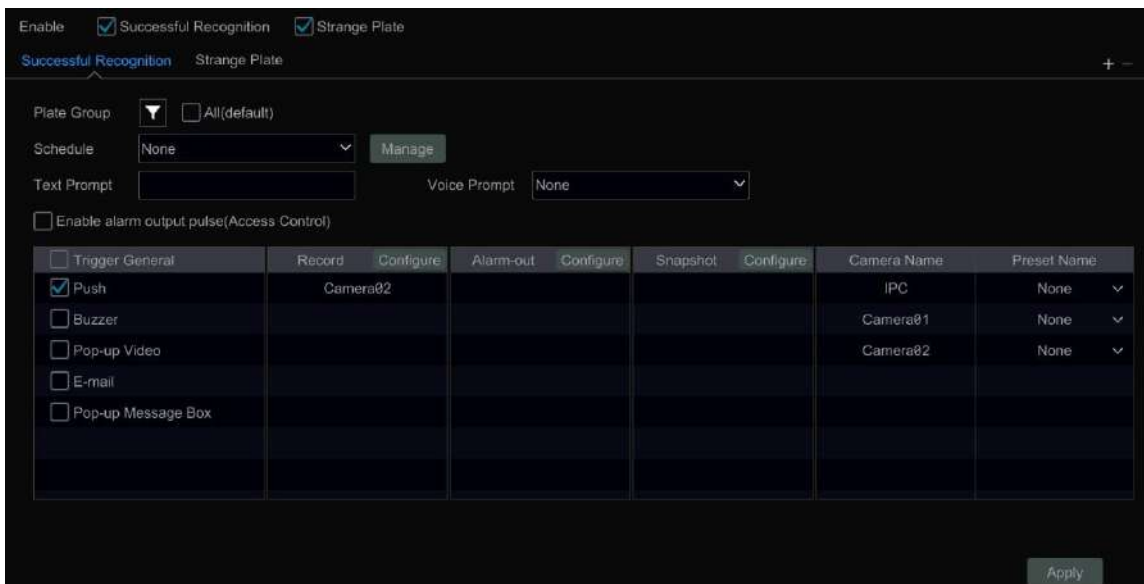 Enable Successful Recognition Strange Plate
Successful Recognition Strange Plate + −
Plate Group All(default)
Schedule None Manage
Text Prompt Voice Prompt None
Enable alarm output pulse(Access Control)
Trigger General Record Configure Alarm-out Configure Snapshot Configure Camera Name Preset Name
Push Camera02 IPC None
Buzzer Camera01 None
Pop-up Video Camera02 None
E-mail
Pop-up Message Box
Apply